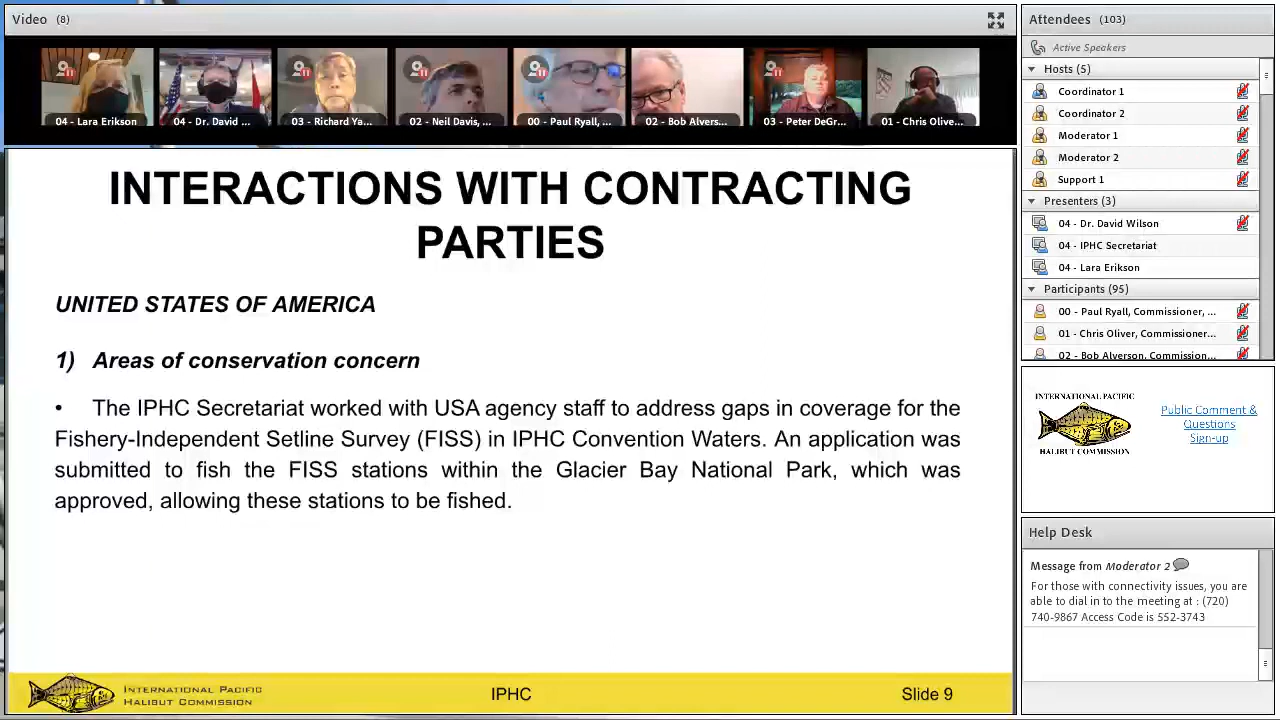 Video (8)
04 - Lara Erikson
04 - Dr. David ...
03 - Richard Ya...
02 - Neil Davis, ...
00 - Paul Ryall, ...
02 - Bob Alvers...
03 - Peter DeGr...
01 - Chris Olive...
INTERACTIONS WITH CONTRACTING
PARTIES
UNITED STATES OF AMERICA
1) Areas of conservation concern
• The IPHC Secretariat worked with USA agency staff to address gaps in coverage for the
Fishery-Independent Setline Survey (FISS) in IPHC Convention Waters. An application was
submitted to fish the FISS stations within the Glacier Bay National Park, which was
approved, allowing these stations to be fished.
INTERNATIONAL PACIFIC
HALIBUT COMMISSION
IPHC
Slide 9
Attendees (103)
Active Speakers
Hosts (5)
Coordinator 1
Coordinator 2
Moderator 1
Moderator 2
Support 1
Presenters (3)
04 - Dr. David Wilson
04 - IPHC Secretariat
04 - Lara Erikson
Participants (95)
00 - Paul Ryall, Commissioner, ...
01 - Chris Oliver, Commissioner...
02 - Bob Alverson, Commission...
INTERNATIONAL PACIFIC
HALIBUT COMMISSION
Public Comment &
Questions
Sign-up
Help Desk
Message from Moderator 2
For those with connectivity issues, you are
able to dial in to the meeting at : (720)
740-9867 Access Code is 552-3743